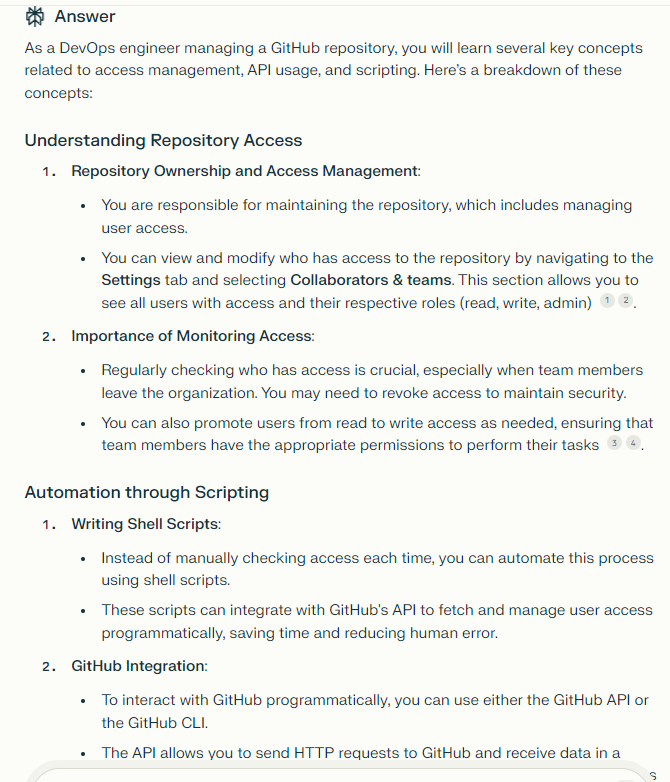 Answer
As a DevOps engineer managing a GitHub repository, you will learn several key concepts
related to access management, API usage, and scripting. Here's a breakdown of these
concepts:
Understanding Repository Access
1. Repository Ownership and Access Management:
• You are responsible for maintaining the repository, which includes managing
user access.
• You can view and modify who has access to the repository by navigating to the
Settings tab and selecting Collaborators & teams. This section allows you to
see all users with access and their respective roles (read, write, admin) 1 2.
2. Importance of Monitoring Access:
• Regularly checking who has access is crucial, especially when team members
leave the organization. You may need to revoke access to maintain security.
• You can also promote users from read to write access as needed, ensuring that
team members have the appropriate permissions to perform their tasks 3 4.
Automation through Scripting
1. Writing Shell Scripts:
• Instead of manually checking access each time, you can automate this process
using shell scripts.
• These scripts can integrate with GitHub's API to fetch and manage user access
programmatically, saving time and reducing human error.
2. GitHub Integration:
• To interact with GitHub programmatically, you can use either the GitHub API or
the GitHub CLI.
• The API allows you to send HTTP requests to GitHub and receive data in a